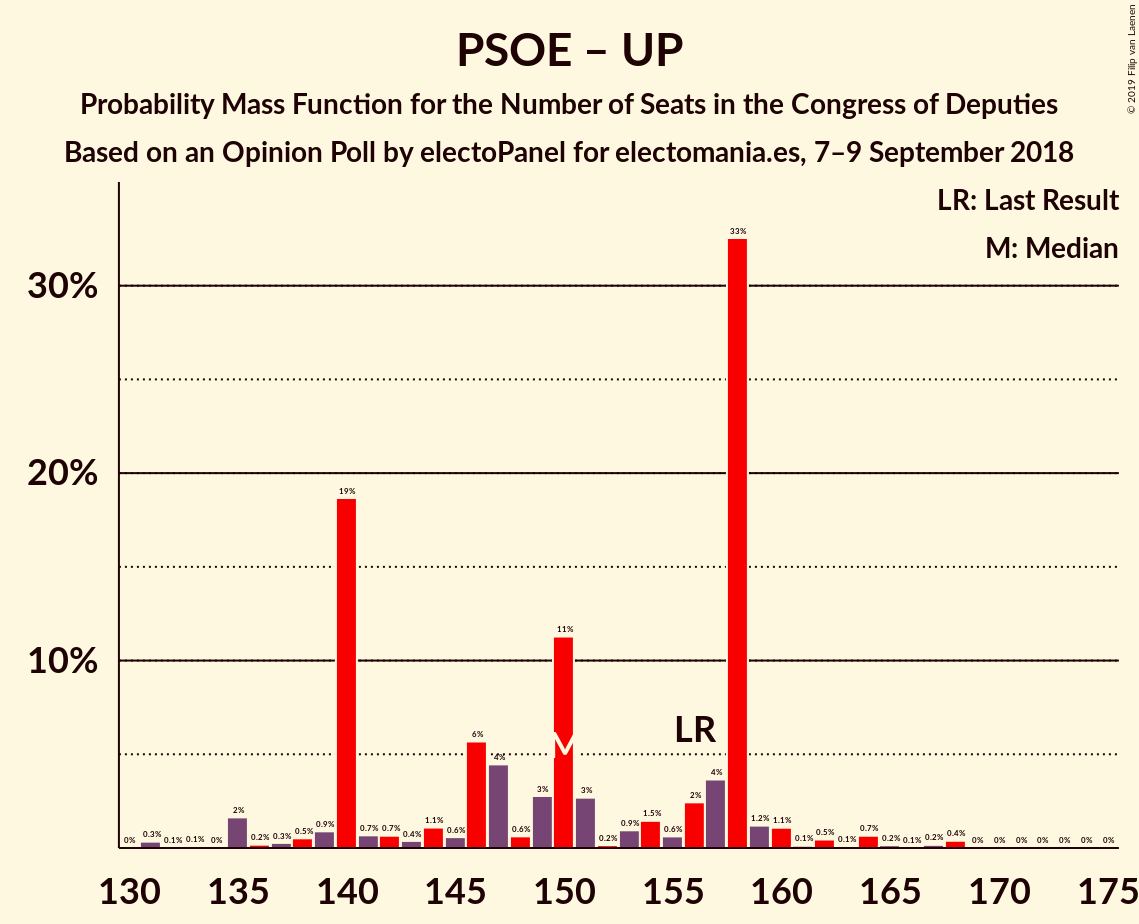 PSOE – UP
Probability Mass Function for the Number of Seats in the Congress of Deputies
Based on an Opinion Poll by electoPanel for electomania.es, 7–9 September 2018
© 2019 Filip van Laenen
LR: Last Result
M: Median
30%
20%
10%
0% 0.3% 0.1% 0.1% 0% 2% 0.2% 0.3% 0.5% 0.9% 19% 0.7% 0.7% 0.4% 1.1% 0.6% 6% 4% 0.6% 3% 11% 3% 0.2% 0.9% 1.5% 0.6% 2% 4% 33% 1.2% 1.1% 0.1% 0.5% 0.1% 0.7% 0.2% 0.1% 0.2% 0.4% 0% 0% 0% 0% 0% 0% 0%
M
LR
130 135 140 145 150 155 160 165 170 175